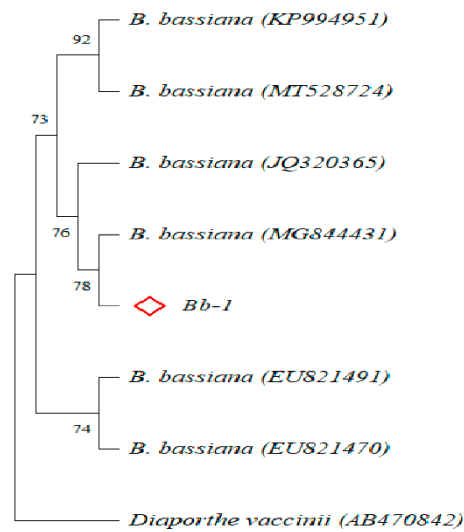 B. bassiana (KP994951)
92
B. bassiana (MT528724)
73
B. bassiana (JQ320365)
76
B. bassiana (MG844431)
78
Bb-1
B. bassiana (EU821491)
74
B. bassiana (EU821470)
Diaporthe vaccinii (AB470842)